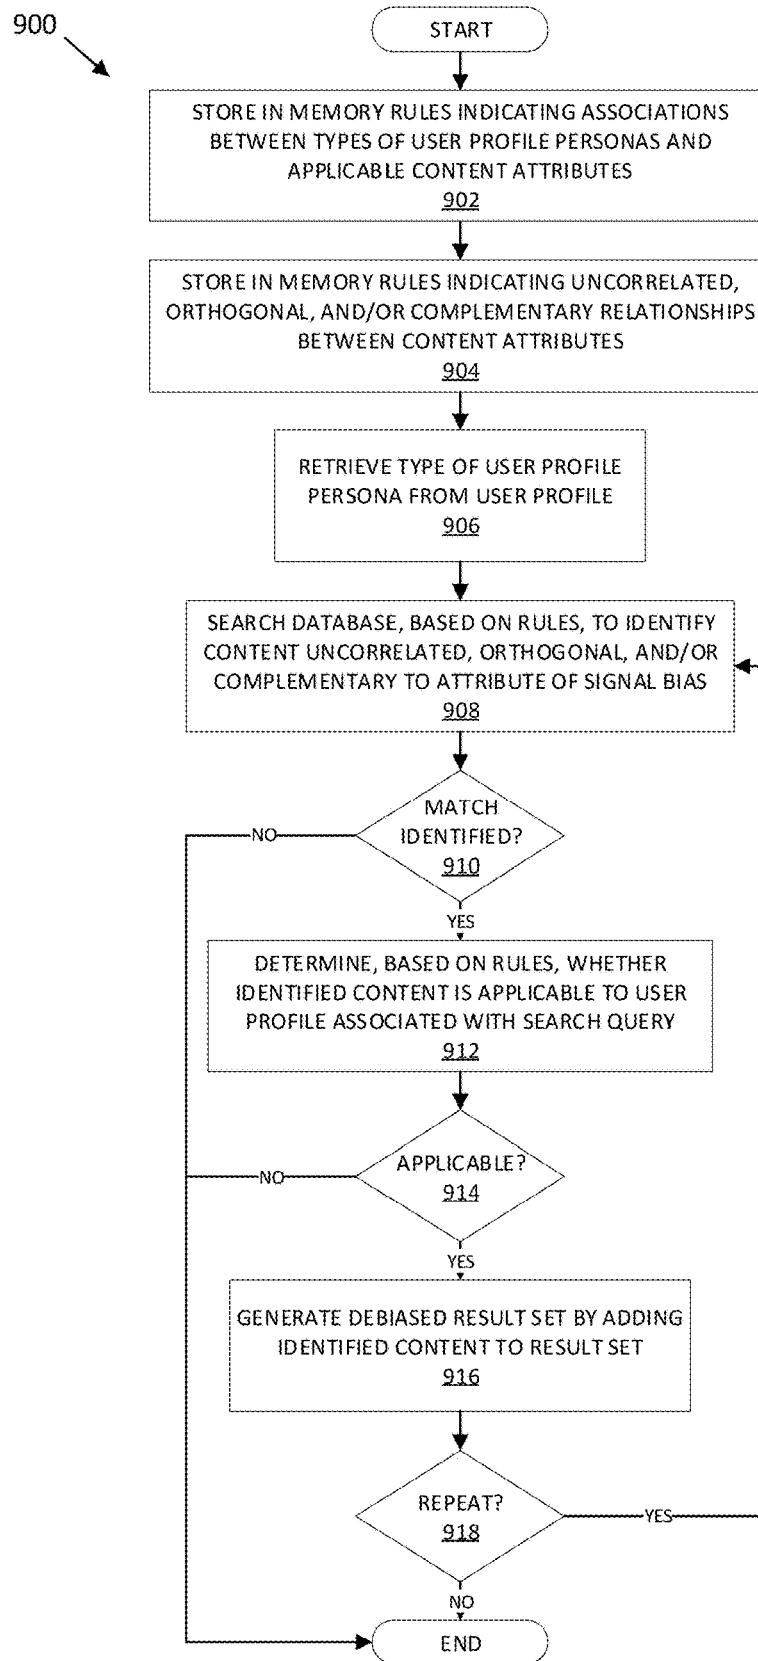 900
START
STORE IN MEMORY RULES INDICATING ASSOCIATIONS
BETWEEN TYPES OF USER PROFILE PERSONAS AND
APPLICABLE CONTENT ATTRIBUTES
902
STORE IN MEMORY RULES INDICATING UNCORRELATED,
ORTHOGONAL, AND/OR COMPLEMENTARY RELATIONSHIPS
BETWEEN CONTENT ATTRIBUTES
904
RETRIEVE TYPE OF USER PROFILE
PERSONA FROM USER PROFILE
906
SEARCH DATABASE, BASED ON RULES, TO IDENTIFY
CONTENT UNCORRELATED, ORTHOGONAL, AND/OR
COMPLEMENTARY TO ATTRIBUTE OF SIGNAL BIAS
908
MATCH
IDENTIFIED?
910
NO
YES
DETERMINE, BASED ON RULES, WHETHER
IDENTIFIED CONTENT IS APPLICABLE TO USER
PROFILE ASSOCIATED WITH SEARCH QUERY
912
APPLICABLE?
914
NO
YES
GENERATE DEBIASED RESULT SET BY ADDING
IDENTIFIED CONTENT TO RESULT SET
916
REPEAT?
918
YES
NO
END